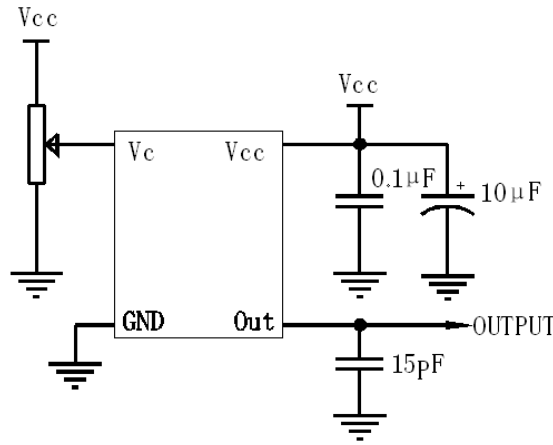 Vcc
Vcc
Vc Vcc
0.1μF + 10μF
GND Out
OUTPUT
15pF